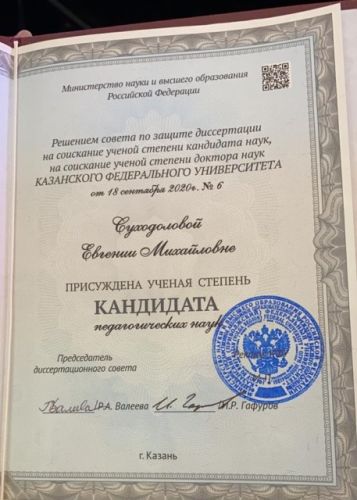 Министерство науки и высшего образования
Российской Федерации
Решением совета по защите диссертации
на соискание ученой степени кандидата наук,
на соискание ученой степени доктора наук
КАЗАНСКОГО ФЕДЕРАЛЬНОГО УНИВЕРСИТЕТА
от 18 сентября 2020г. № 6
Суходоловой
Евгении Михайловне
ПРИСУЖДЕНА УЧЕНАЯ СТЕПЕНЬ
КАНДИДАТА
педагогических наук
Председатель
диссертационного совета
Р.А. Валеева
И.Р. Гафуров
г. Казань